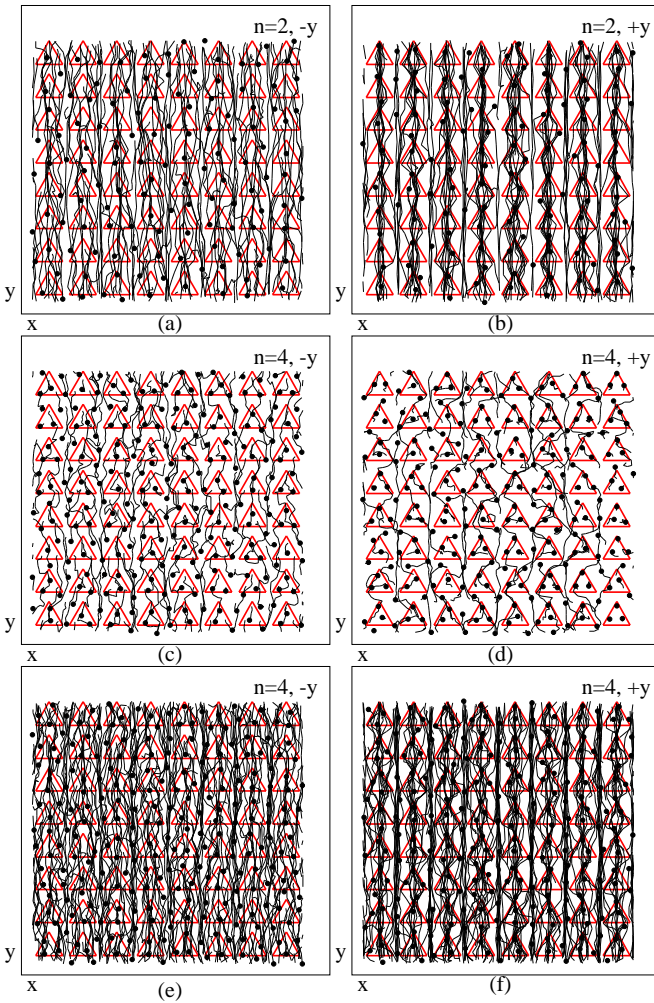 n=2, -y
n=2, +y
y
y
x
(a)
x
(b)
n=4, -y
n=4, +y
y
y
x
(c)
x
(d)
n=4, -y
n=4, +y
y
y
x
(e)
x
(f)